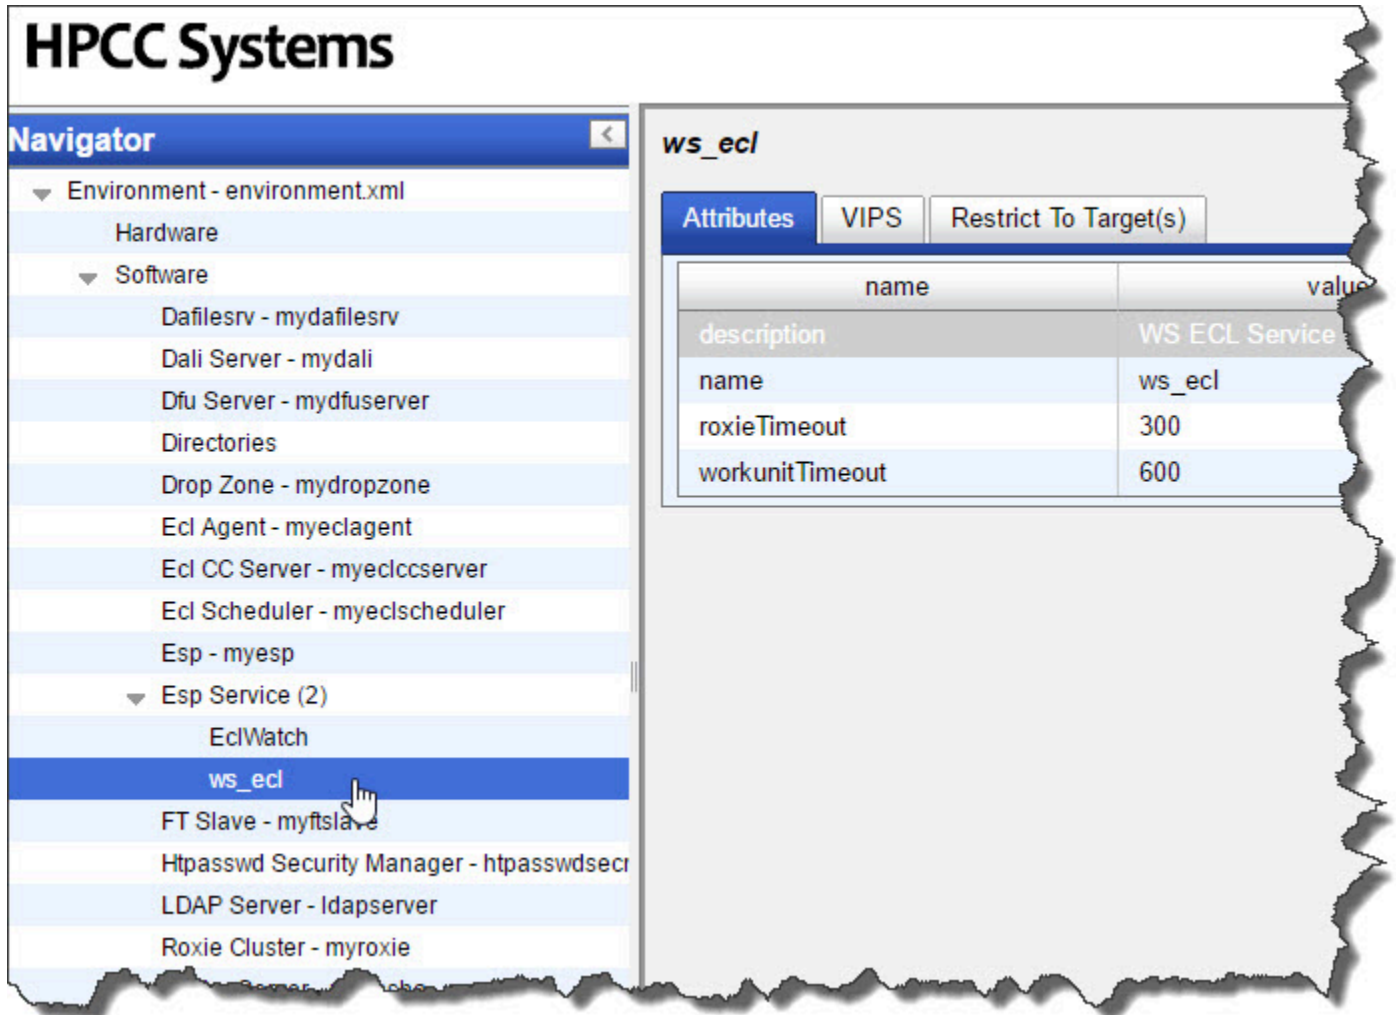 HPCC Systems
Navigator
Environment - environment.xml
Hardware
Software
Dafilesrv - mydafilesrv
Dali Server - mydali
Dfu Server - mydfuserver
Directories
Drop Zone - mydropzone
Ecl Agent - myeclagent
Ecl CC Server - myeclccserver
Ecl Scheduler - myeclscheduler
Esp - myesp
Esp Service (2)
EclWatch
ws_ecl
FT Slave - myftslave
Htpasswd Security Manager - htpasswdsecr
LDAP Server - ldapserver
Roxie Cluster - myroxie
ws_ecl
Attributes VIPS Restrict To Target(s)
name value
description WS ECL Service
name ws_ecl
roxieTimeout 300
workunitTimeout 600